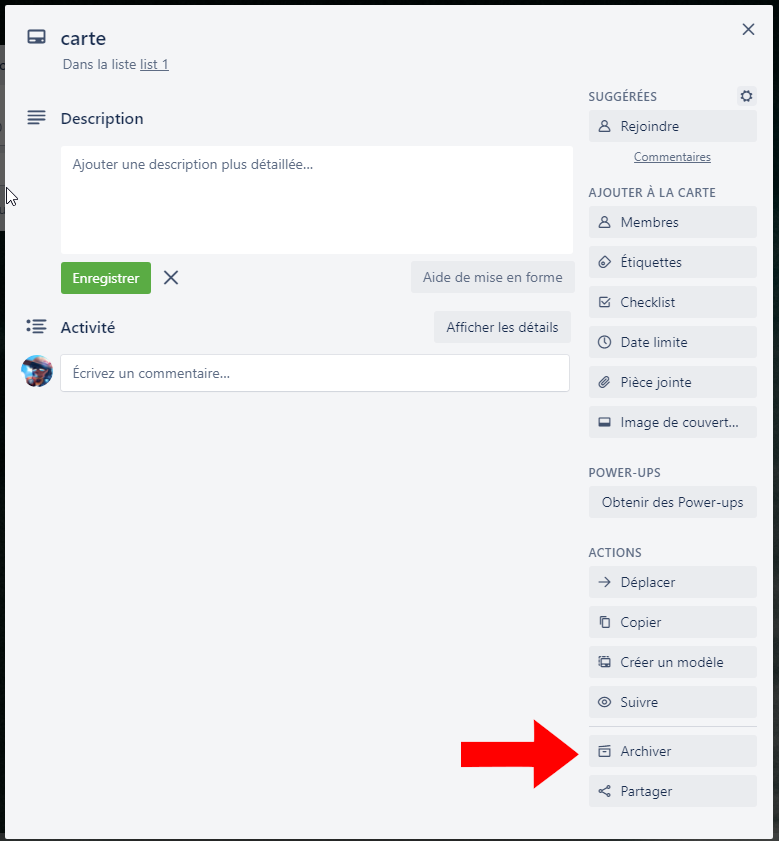 carte
Dans la liste list 1
Description
Ajouter une description plus détaillée...
Enregistrer
Aide de mise en forme
Activité
Afficher les détails
Écrivez un commentaire...
SUGGÉRÉES
Rejoindre
Commentaires
AJOUTER À LA CARTE
Membres
Étiquettes
Checklist
Date limite
Pièce jointe
Image de couvert...
POWER-UPS
Obtenir des Power-ups
ACTIONS
Déplacer
Copier
Créer un modèle
Suivre
Archiver
Partager